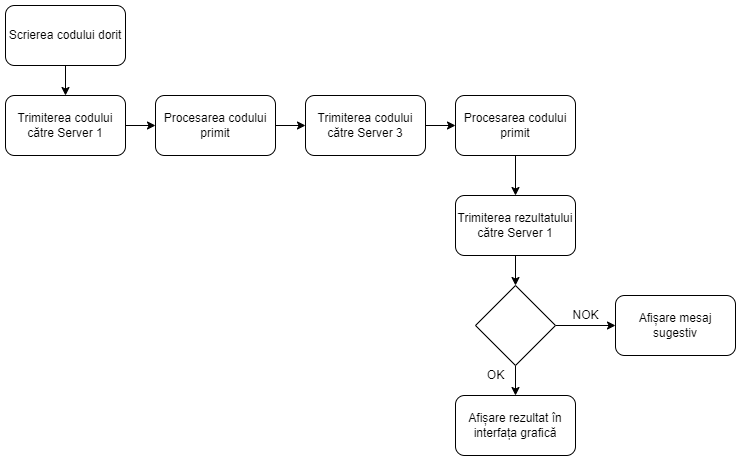 Scrierea codului dorit
Trimiterea codului
către Server 1
Procesarea codului
primit
Trimiterea codului
către Server 3
Procesarea codului
primit
Trimiterea rezultatului
către Server 1
NOK
Afișare mesaj
sugestiv
OK
Afișare rezultat în
interfața grafică